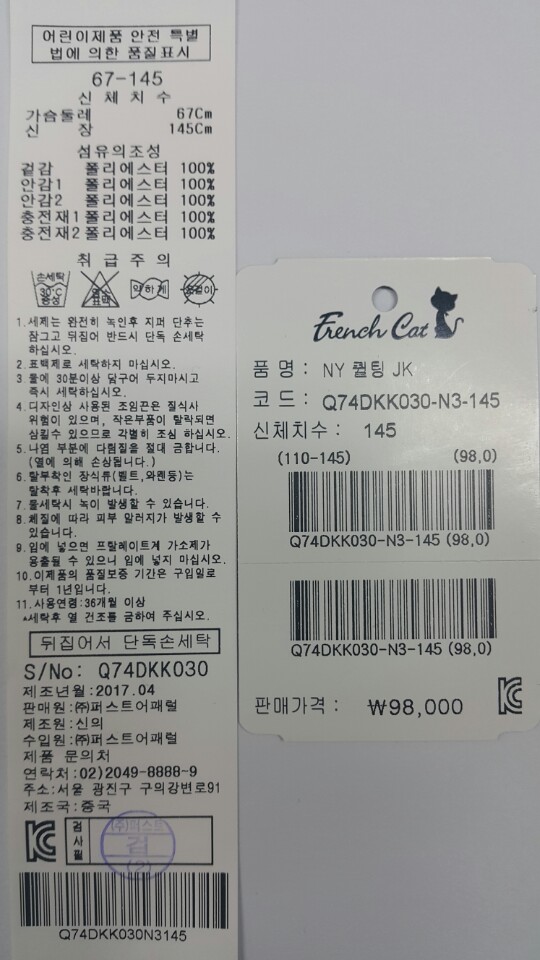 어린이제품 안전 특별
법에 의한 품질표시
67-145
신 체 치 수
가슴둘레 67Cm
신 장 145Cm
섬유의조성
겉감 폴리에스터 100%
안감1 폴리에스터 100%
안감2 폴리에스터 100%
충전재1 폴리에스터 100%
충전재2 폴리에스터 100%
취 급 주 의
손세탁
30℃
중성
약하게
1.세제는 완전히 녹인후 지퍼 단추는
잠그고 뒤집어 반드시 단독 손세탁
하십시오.
2.표백제로 세탁하지 마십시오.
3.물에 30분이상 담구어 두지마시고
즉시 세탁하십시오.
4.디자인상 사용된 조임끈은 질식사
위험이 있으며, 작은부품이 탈락되면
삼킬수 있으므로 각별히 조심 하십시오.
5.나염 부분에 다림질을 절대 금합니다.
(열에 의해 손상됩니다.)
6.탈부착인 장식류(벨트,와펜등)는
탈착후 세탁바랍니다.
7.물세탁시 녹이 발생할 수 있습니다.
8.체질에 따라 피부 알러지가 발생할 수
있습니다.
9.입에 넣으면 프탈레이트계 가소제가
용출될 수 있으니 입에 넣지 마십시오.
10.이제품의 품질보증 기간은 구입일로
부터 1년입니다.
11.사용연령:36개월 이상
▲세탁후 열 건조를 금하여 주십시오.
뒤집어서 단독손세탁
S/No: Q74DKK030
제조년월:2017.04
판매원:㈜퍼스트어패럴
제조원:신의
수입원:㈜퍼스트어패럴
제품 문의처
연락처:02)2049-8888-9
주소:서울 광진구 구의강변로91
제조국:중국
KC
검사필
(주)퍼스트
검
(2)
Q74DKK030N3145
French Cat
품 명 : NY 퀼팅 JK
코 드 : Q74DKK030-N3-145
신체치수 : 145
(110-145) (98,0)
Q74DKK030-N3-145 (98,0)
Q74DKK030-N3-145 (98,0)
판매가격 : ₩98,000
KC